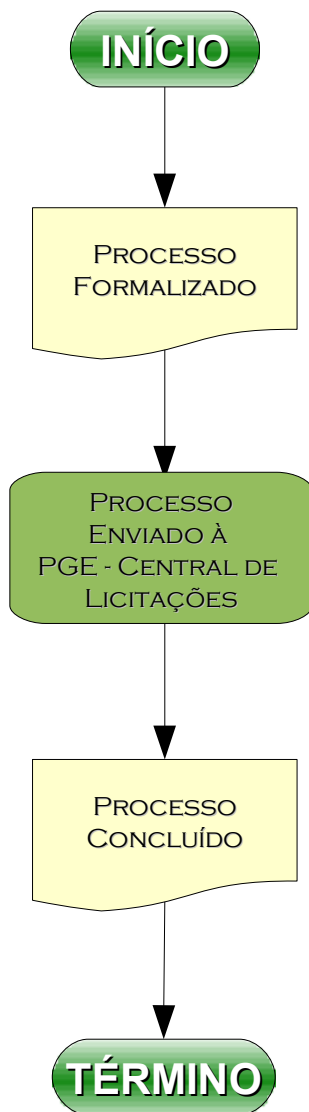 INÍCIO
PROCESSO
FORMALIZADO
PROCESSO
ENVIADO À
PGE - CENTRAL DE
LICITAÇÕES
PROCESSO
CONCLUÍDO
TÉRMINO